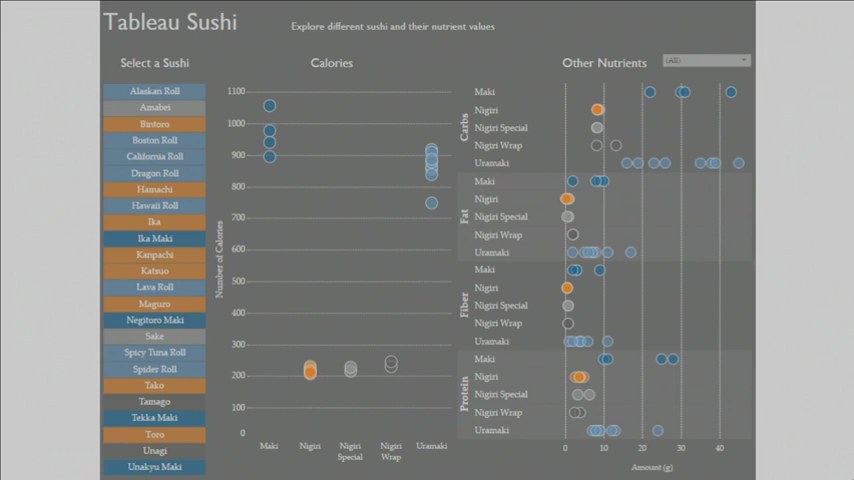 Tableau Sushi
Explore different sushi and their nutrient values
Select a Sushi
Alaskan Roll
Amabei
Bintoro
Boston Roll
California Roll
Dragon Roll
Hamachi
Hawaii Roll
Ika
Ika Maki
Kanpachi
Katsuo
Lava Roll
Maguro
Negitoro Maki
Sake
Spicy Tuna Roll
Spider Roll
Tako
Tamago
Tekka Maki
Toro
Unagi
Unakyu Maki
Calories
Number of Calories
1100
1000
900
800
700
600
500
400
300
200
100
0
Maki
Nigiri
Nigiri Special
Nigiri Wrap
Uramaki
Other Nutrients
(All)
Carbs
Maki
Nigiri
Nigiri Special
Nigiri Wrap
Uramaki
Fat
Maki
Nigiri
Nigiri Special
Nigiri Wrap
Uramaki
Fiber
Maki
Nigiri
Nigiri Special
Nigiri Wrap
Uramaki
Protein
Maki
Nigiri
Nigiri Special
Nigiri Wrap
Uramaki
0 10 20 30 40
Amount (g)